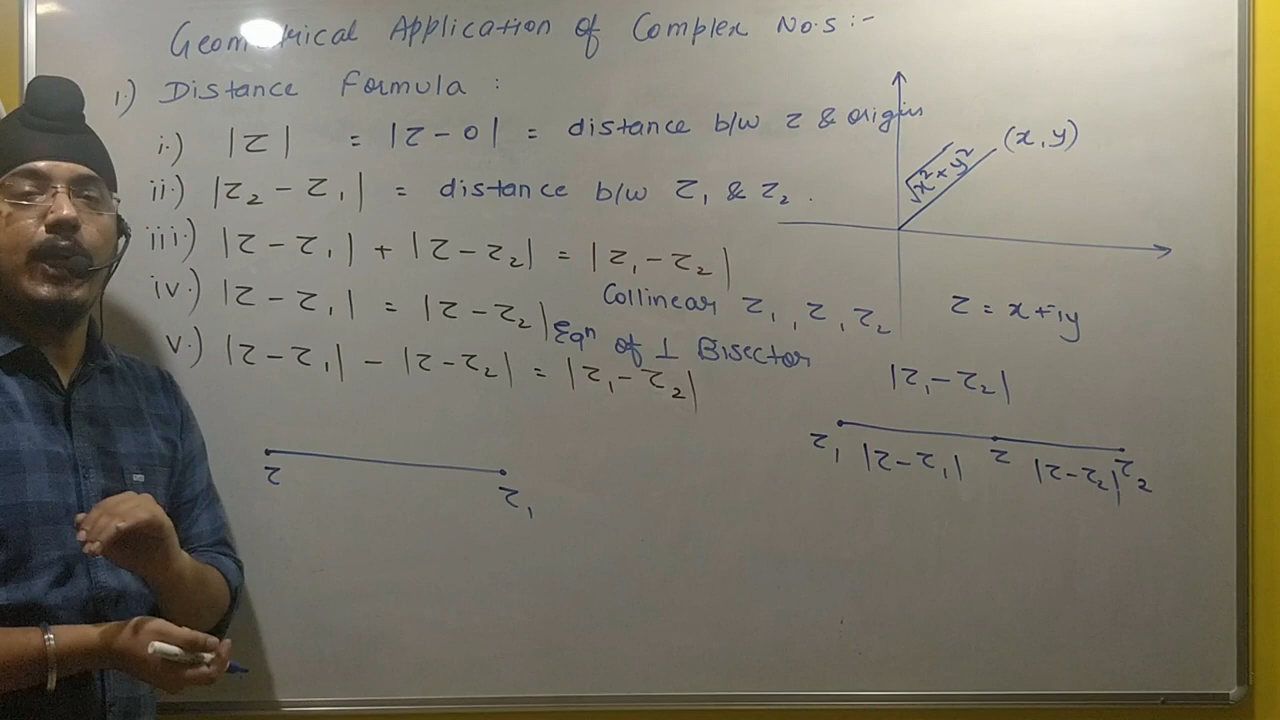 Geometrical Application of Complex No.s :-
1.) Distance Formula :
i.) |z| = |z - 0| = distance b/w z & origin
ii.) |z₂ - z₁| = distance b/w z₁ & z₂ .
iii.) |z - z₁| + |z - z₂| = |z₁ - z₂|
Collinear z₁, z, z₂
iv.) |z - z₁| = |z - z₂| Eqⁿ of ⊥ Bisector
v.) |z - z₁| - |z - z₂| = |z₁ - z₂|
z z₁
(x, y)
√x² + y²
z = x + iy
|z₁ - z₂|
z₁ |z - z₁| z |z - z₂| z₂